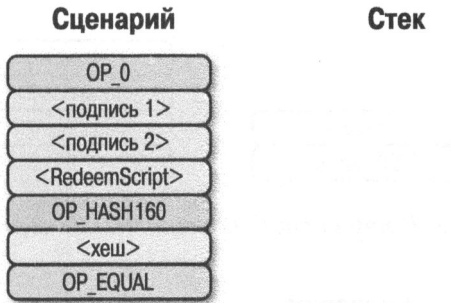 Сценарий
Стек
OP_0
<подпись 1>
<подпись 2>
<RedeemScript>
OP_HASH160
<хеш>
OP_EQUAL